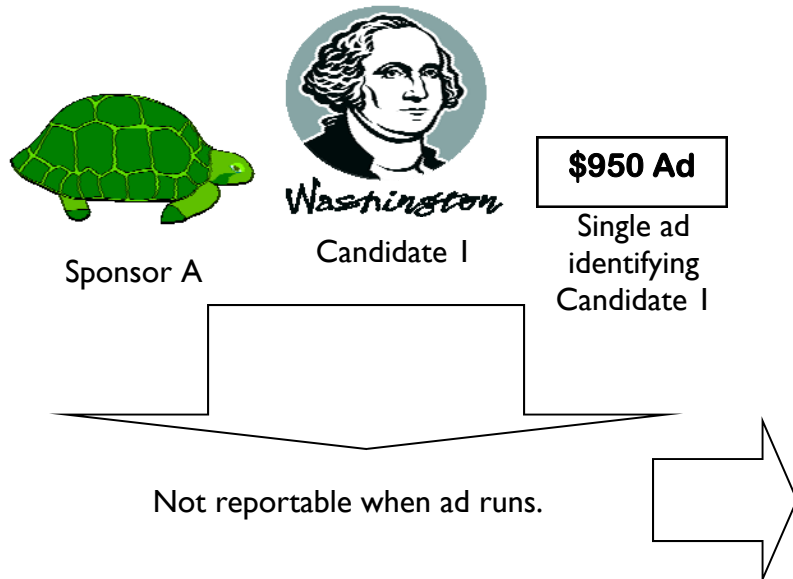 Sponsor A
Washington
Candidate 1
$950 Ad
Single ad
identifying
Candidate 1
Not reportable when ad runs.